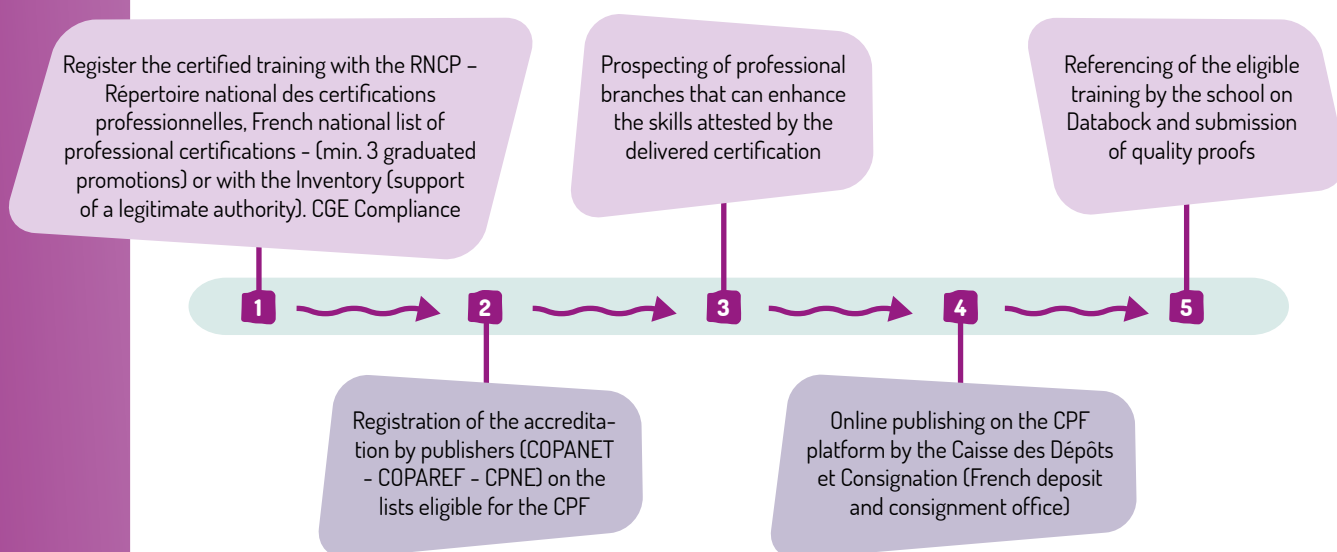 Register the certified training with the RNCP –
Répertoire national des certifications
professionnelles, French national list of
professional certifications - (min. 3 graduated
promotions) or with the Inventory (support
of a legitimate authority). CGE Compliance
Prospecting of professional
branches that can enhance
the skills attested by the
delivered certification
Referencing of the eligible
training by the school on
Databock and submission
of quality proofs
1
2
3
4
5
Registration of the accredita-
tion by publishers (COPANET
- COPAREF - CPNE) on the
lists eligible for the CPF
Online publishing on the CPF
platform by the Caisse des Dépôts
et Consignation (French deposit
and consignment office)